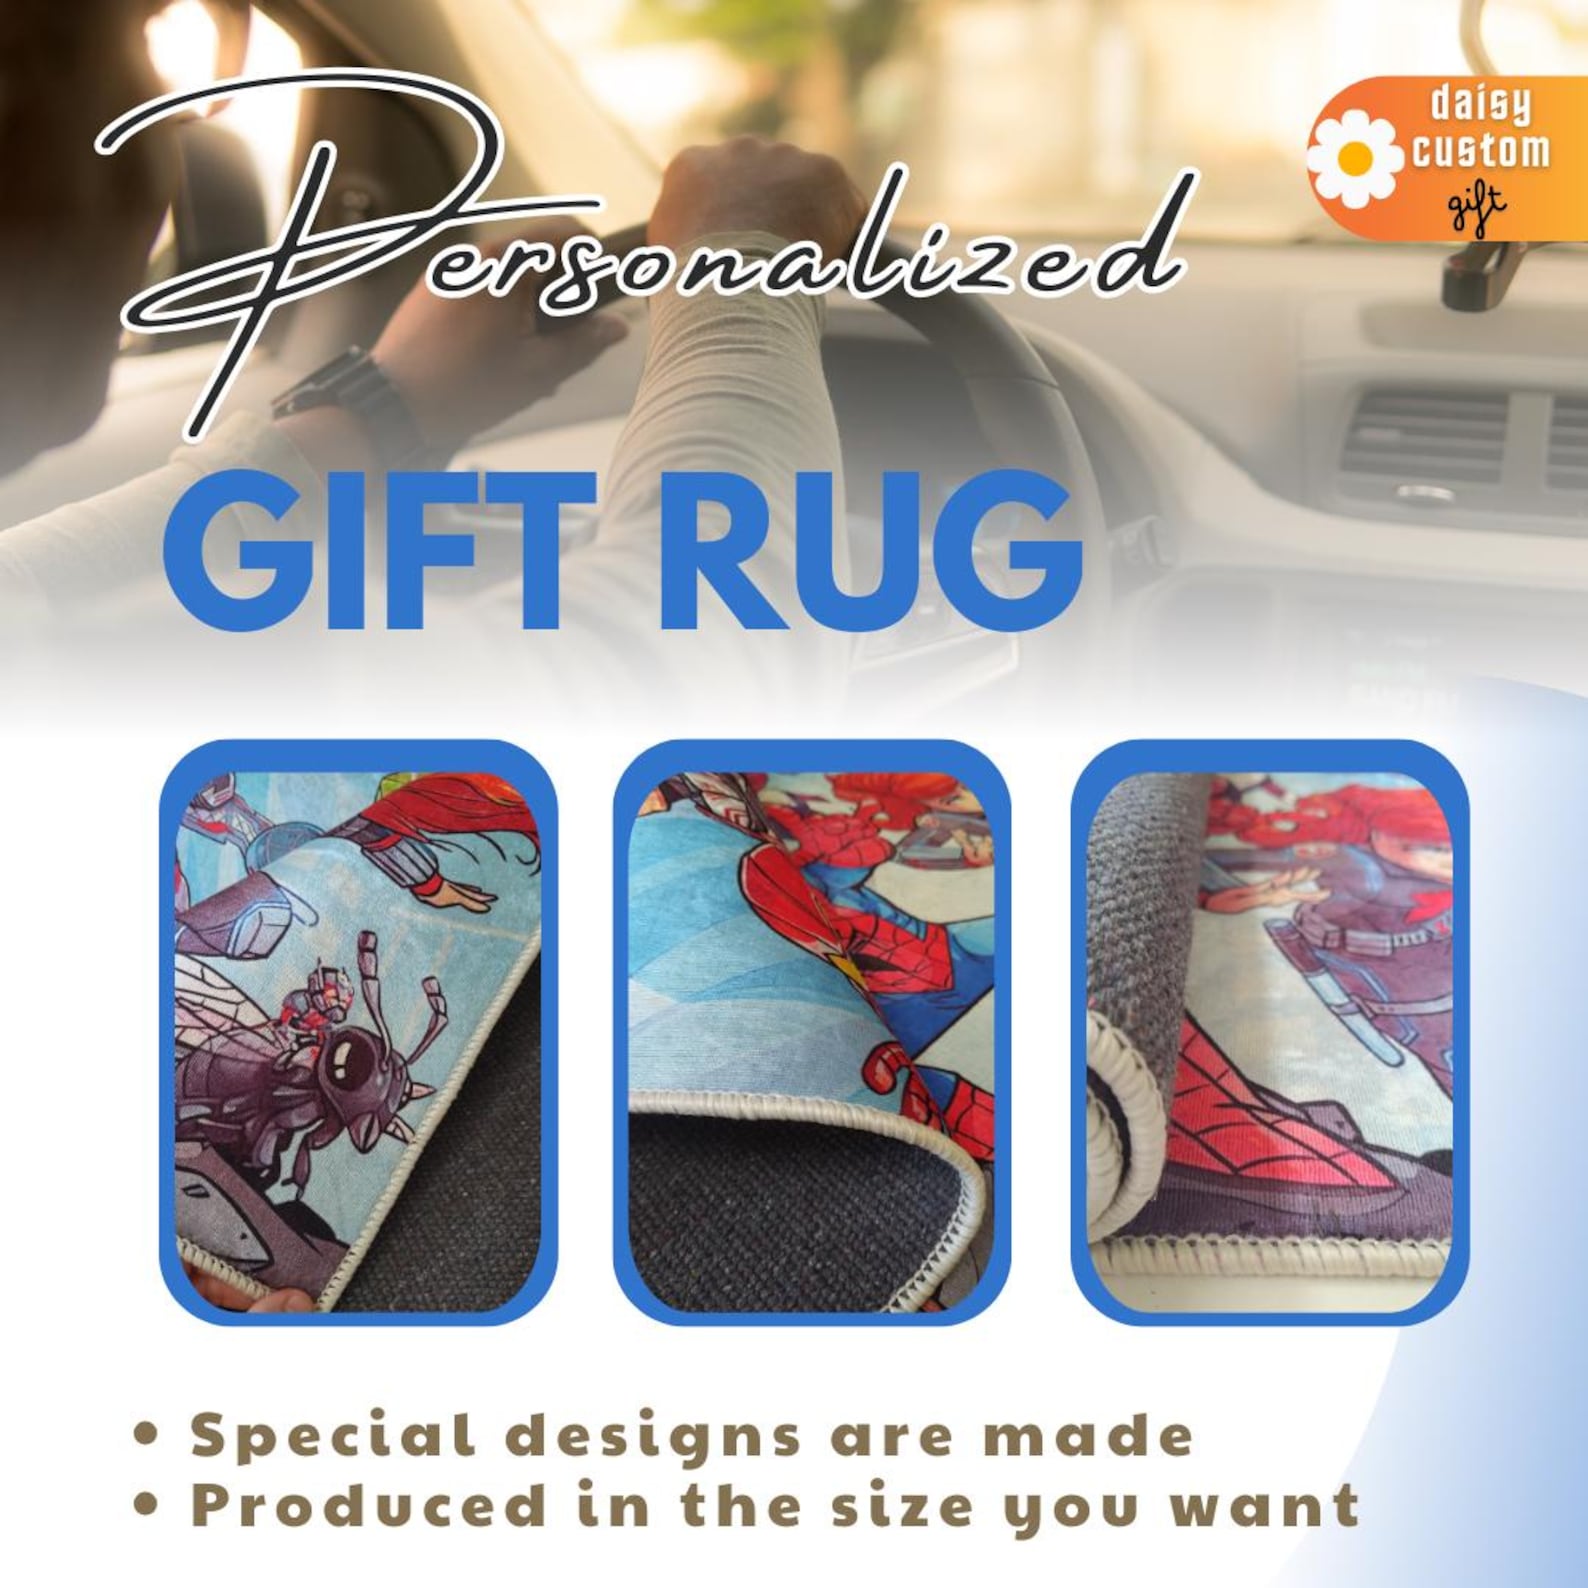 Personalized
daisy
custom
gift
GIFT RUG
• Special designs are made
• Produced in the size you want